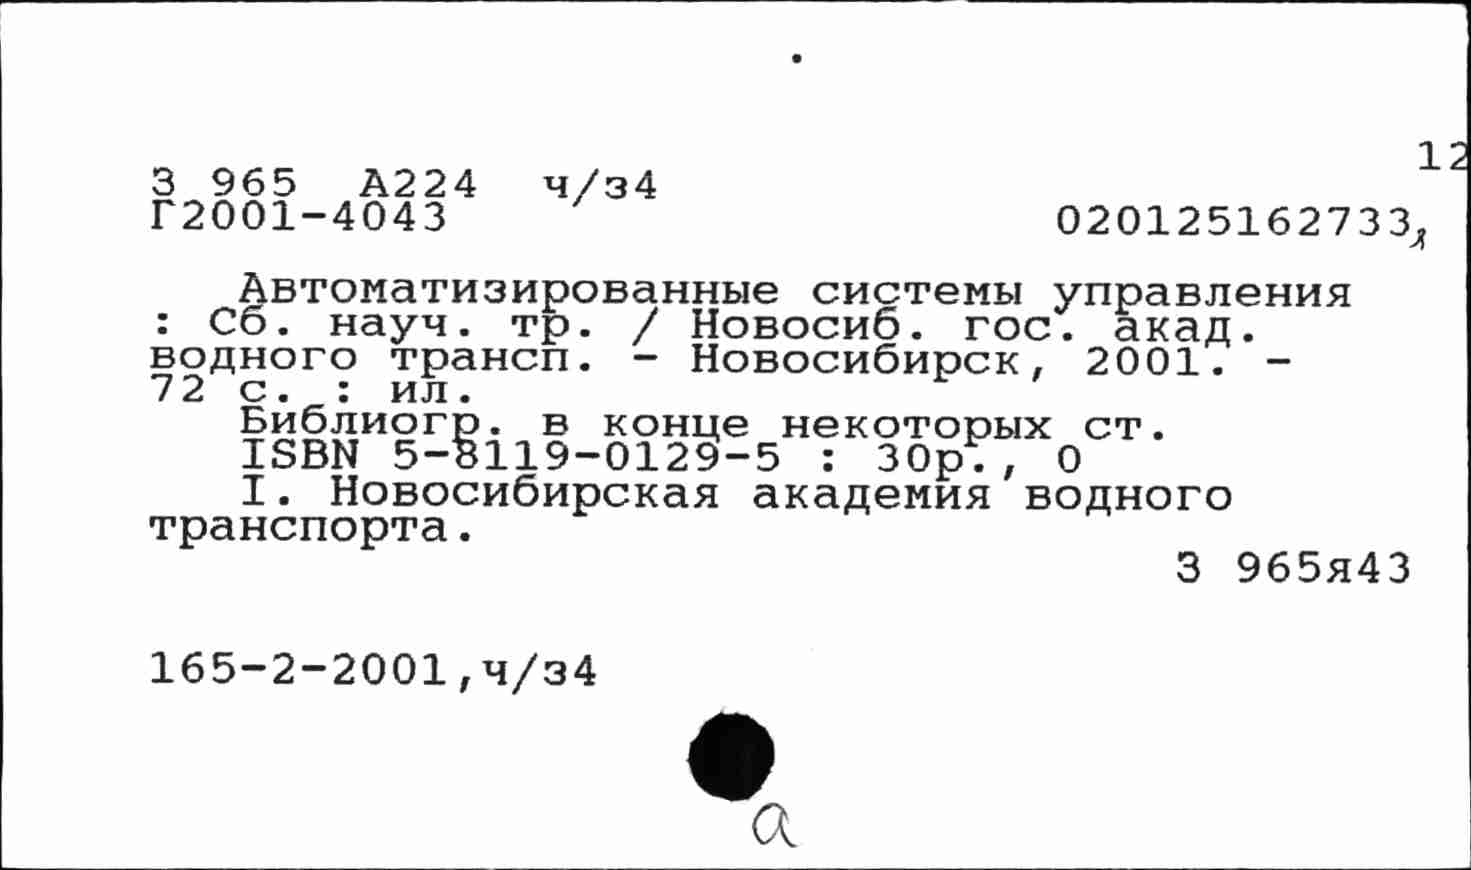 12
З 965 А224 ч/з4
Г2001-4043
020125162733
Автоматизированные системы управления
: Сб. науч. тр. / Новосиб. гос. акад.
водного трансп. - Новосибирск, 2001. -
72 с. : ил.
Библиогр. в конце некоторых ст.
ISBN 5-8119-0129-5 : 30р., 0
I. Новосибирская академия водного
транспорта.
З 965я43
165-2-2001,ч/з4
а